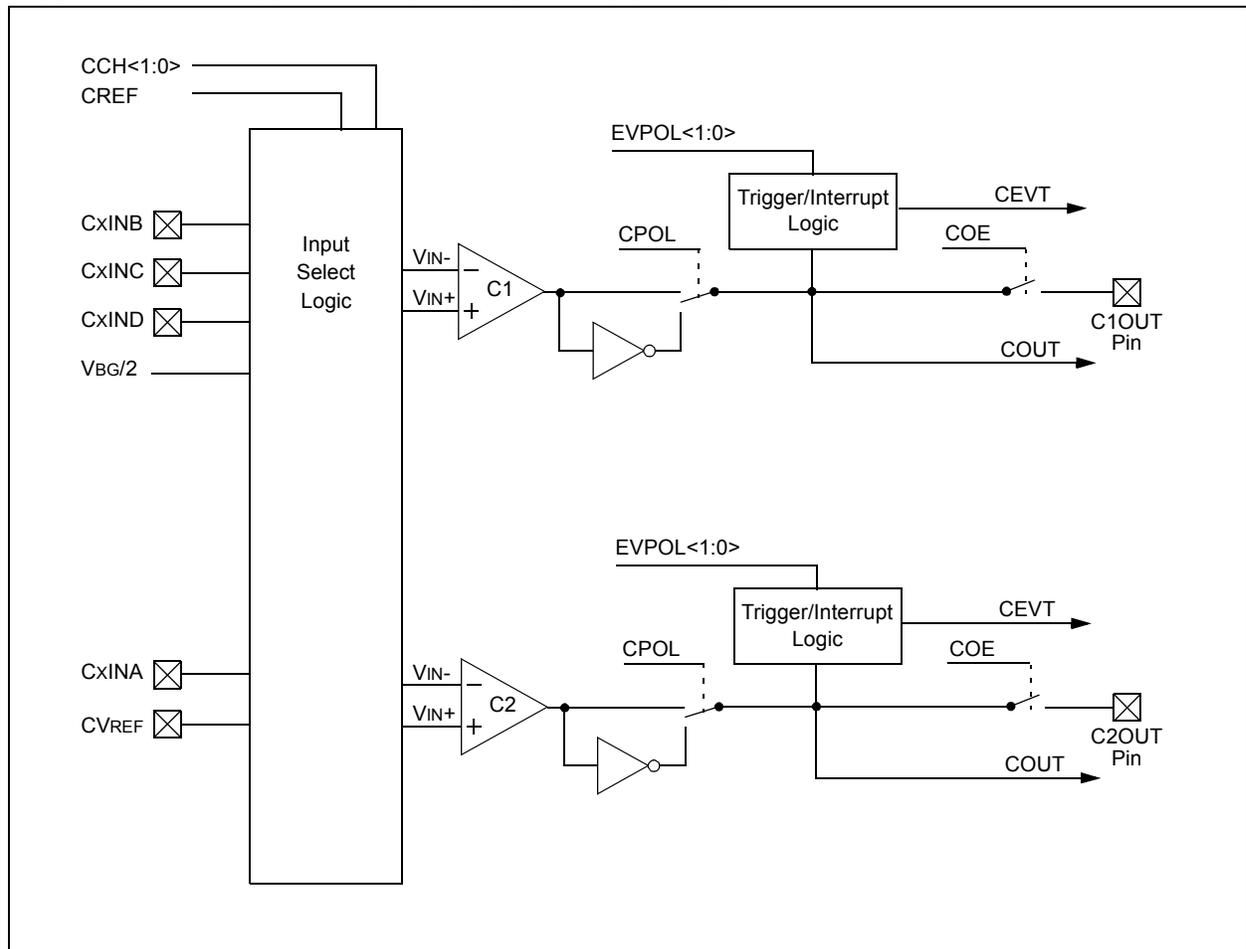 CCH<1:0>
CREF
CXINB
CXINC
CXIND
VBG/2
CXINA
CVREF
Input
Select
Logic
VIN-
VIN+
C1
EVPOL<1:0>
Trigger/Interrupt
Logic
CEVT
CPOL
COE
C1OUT
Pin
COUT
VIN-
VIN+
C2
EVPOL<1:0>
Trigger/Interrupt
Logic
CEVT
CPOL
COE
C2OUT
Pin
COUT